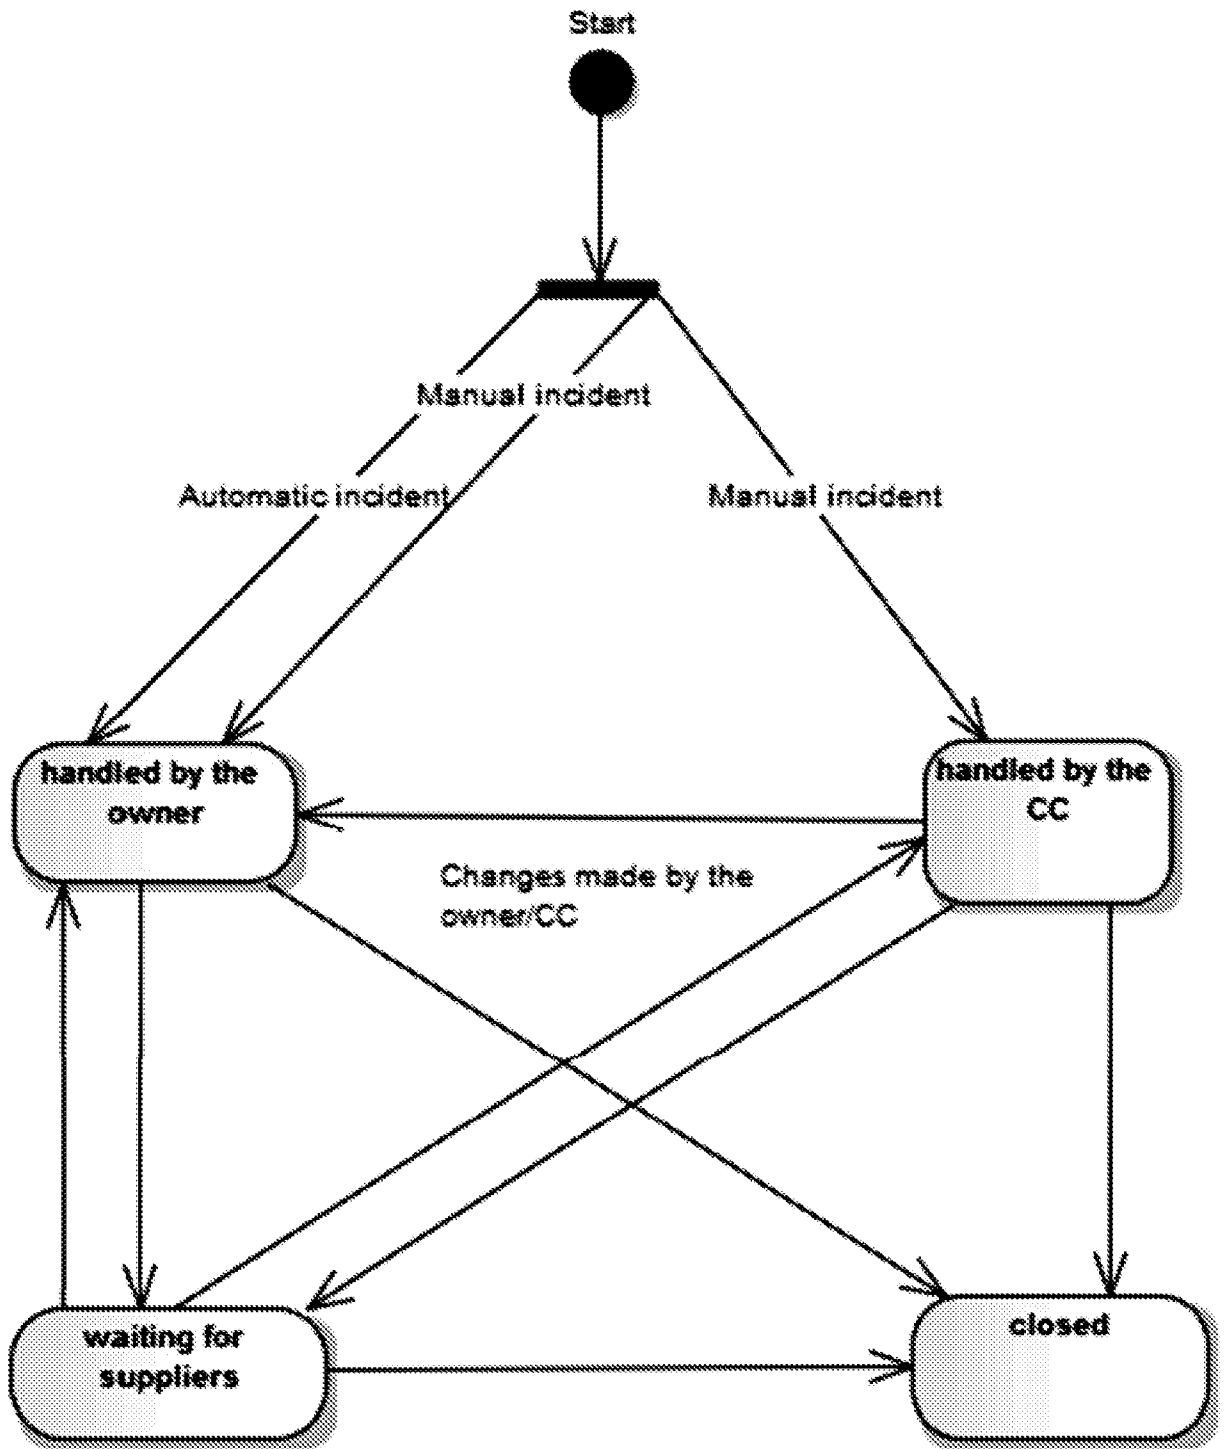 Start
Manual incident
Automatic incident
Manual incident
handled by the
owner
handled by the
CC
Changes made by the
owner/CC
waiting for
suppliers
closed